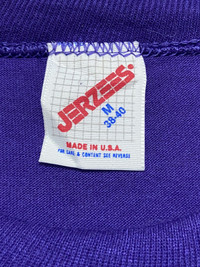 JERZEES®
M
38-40
MADE IN U.S.A.
FOR CARE & CONTENT SEE REVERSE